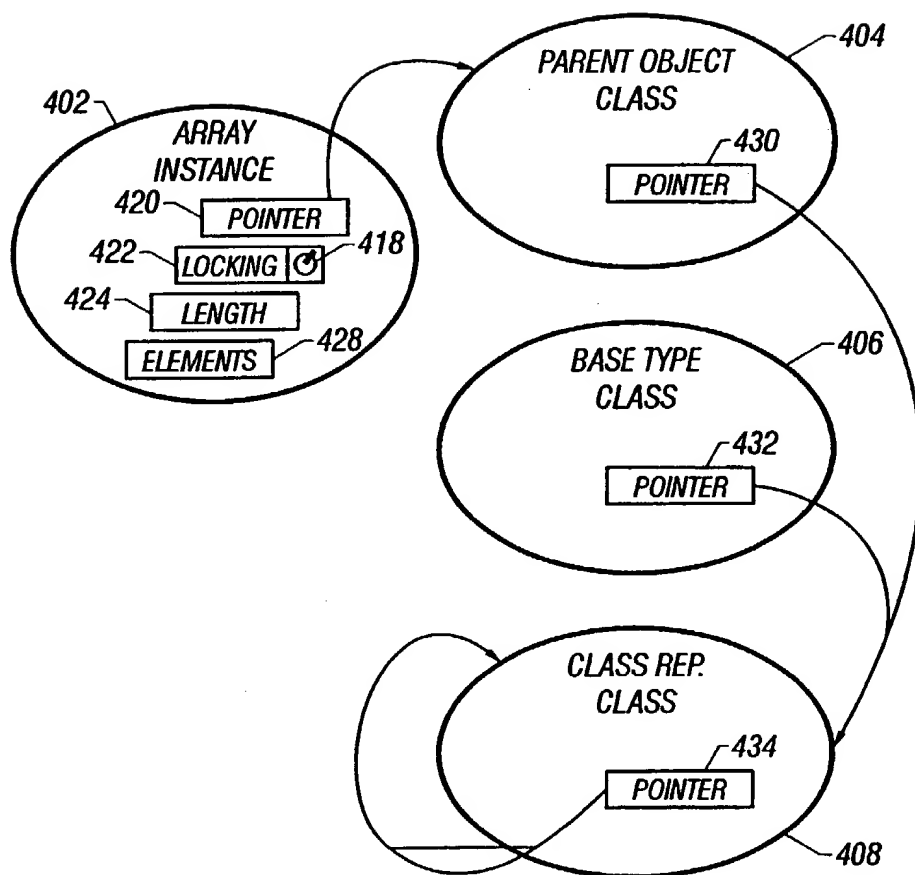 402
ARRAY
INSTANCE
420
POINTER
422
LOCKING
418
424
LENGTH
ELEMENTS
428
404
PARENT OBJECT
CLASS
430
POINTER
406
BASE TYPE
CLASS
432
POINTER
CLASS REP.
CLASS
434
POINTER
408